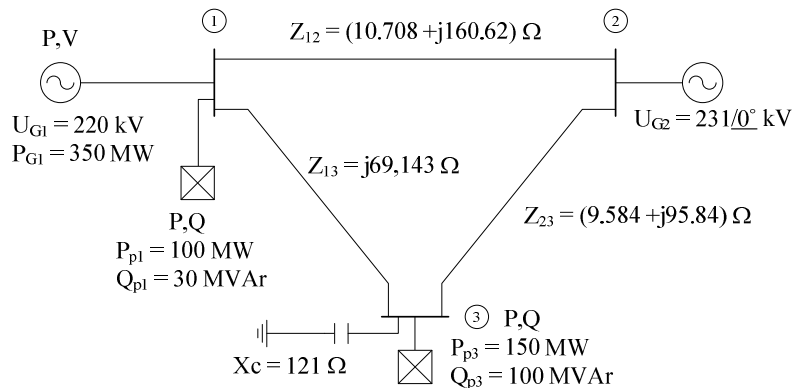 ①
②
Z12 = (10.708 +j160.62) Ω
P,V
UG1 = 220 kV
PG1 = 350 MW
UG2 = 231/0° kV
Z13 = j69,143 Ω
Z23 = (9.584 +j95.84) Ω
P,Q
Pp1 = 100 MW
Qp1 = 30 MVAr
③ P,Q
Xc = 121 Ω
Pp3 = 150 MW
Qp3 = 100 MVAr